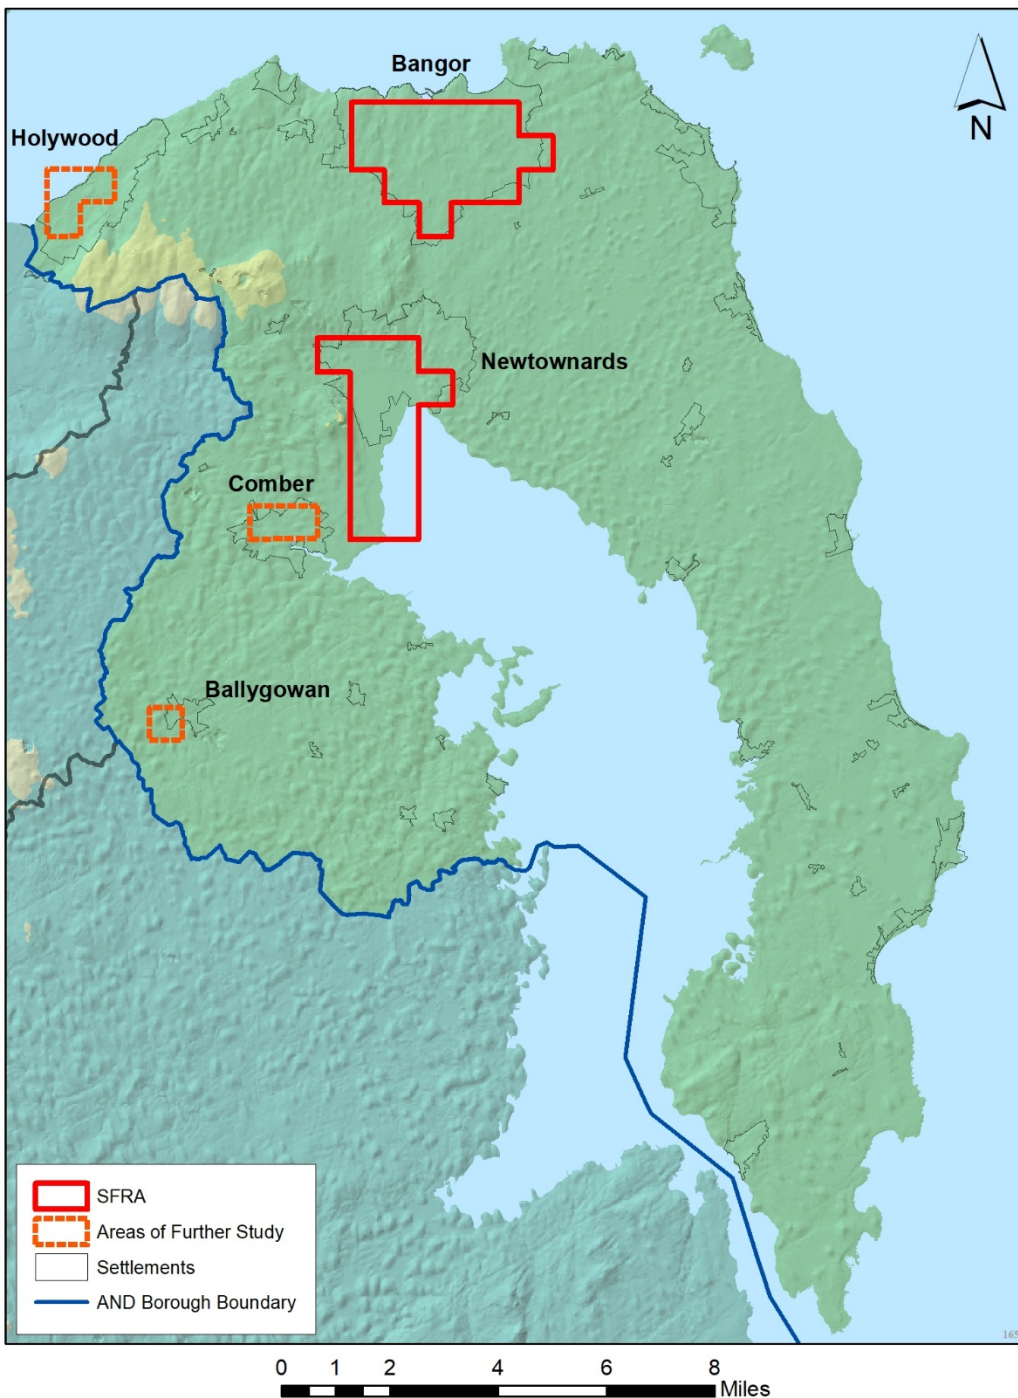 Bangor
Holywood
N
Newtownards
Comber
Ballygowan
SFRA
Areas of Further Study
Settlements
AND Borough Boundary
165
0 1 2 4 6 8
Miles